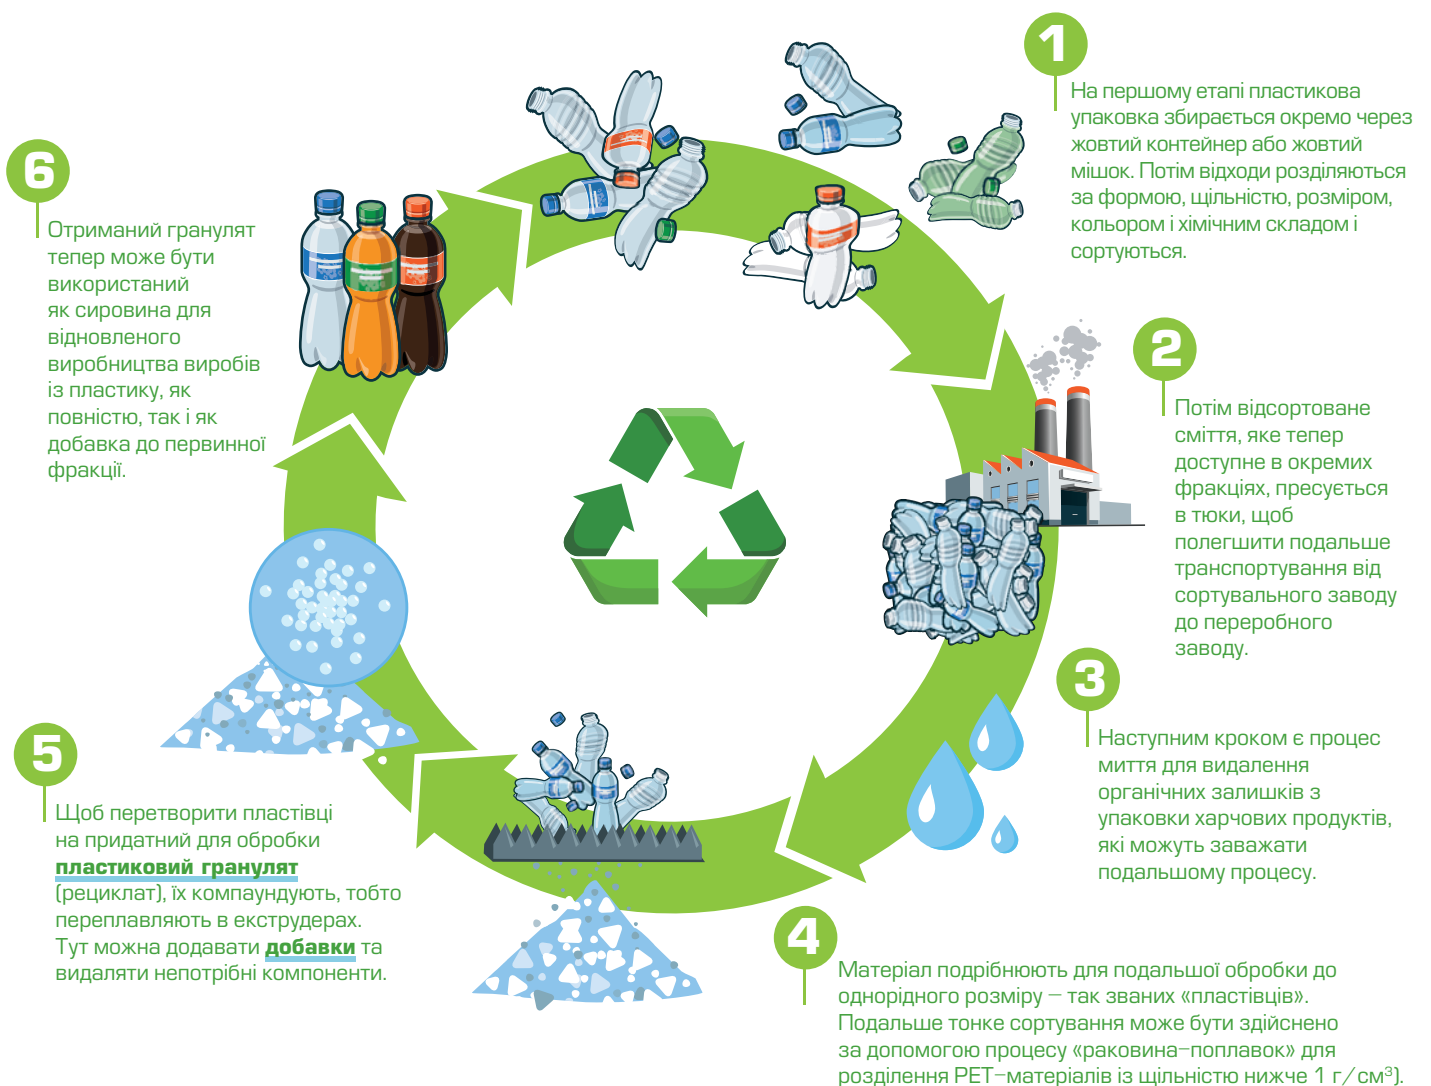 1
На першому етапі пластикова
упаковка збирається окремо через
жовтий контейнер або жовтий
мішок. Потім відходи розділяються
за формою, щільністю, розміром,
кольором і хімічним складом і
сортуються.
2
Потім відсортоване
сміття, яке тепер
доступне в окремих
фракціях, пресується
в тюки, щоб
полегшити подальше
транспортування від
сортувального заводу
до переробного
заводу.
3
Наступним кроком є процес
миття для видалення
органічних залишків з
упаковки харчових продуктів,
які можуть заважати
подальшому процесу.
4
Матеріал подрібнюють для подальшої обробки до
однорідного розміру – так званих «пластівців».
Подальше тонке сортування може бути здійснено
за допомогою процесу «раковина–поплавок» для
розділення PET–матеріалів із щільністю нижче 1 г/см³).
5
Щоб перетворити пластівці
на придатний для обробки
пластиковий гранулят
(рециклат), їх компаундують, тобто
переплавляють в екструдерах.
Тут можна додавати добавки та
видаляти непотрібні компоненти.
6
Отриманий гранулят
тепер може бути
використаний
як сировина для
відновленого
виробництва виробів
із пластику, як
повністю, так і як
добавка до первинної
фракції.